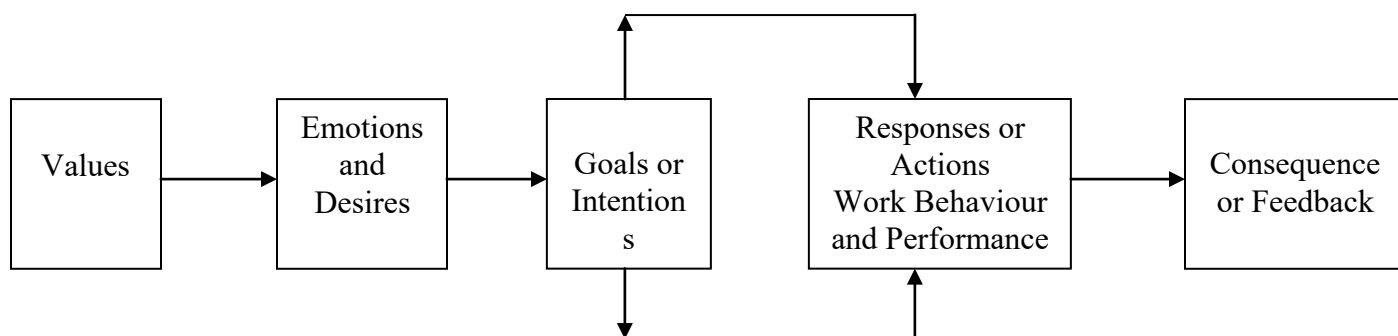 Values
Emotions
and
Desires
Goals or
Intention
s
Responses or
Actions
Work Behaviour
and Performance
Consequence
or Feedback